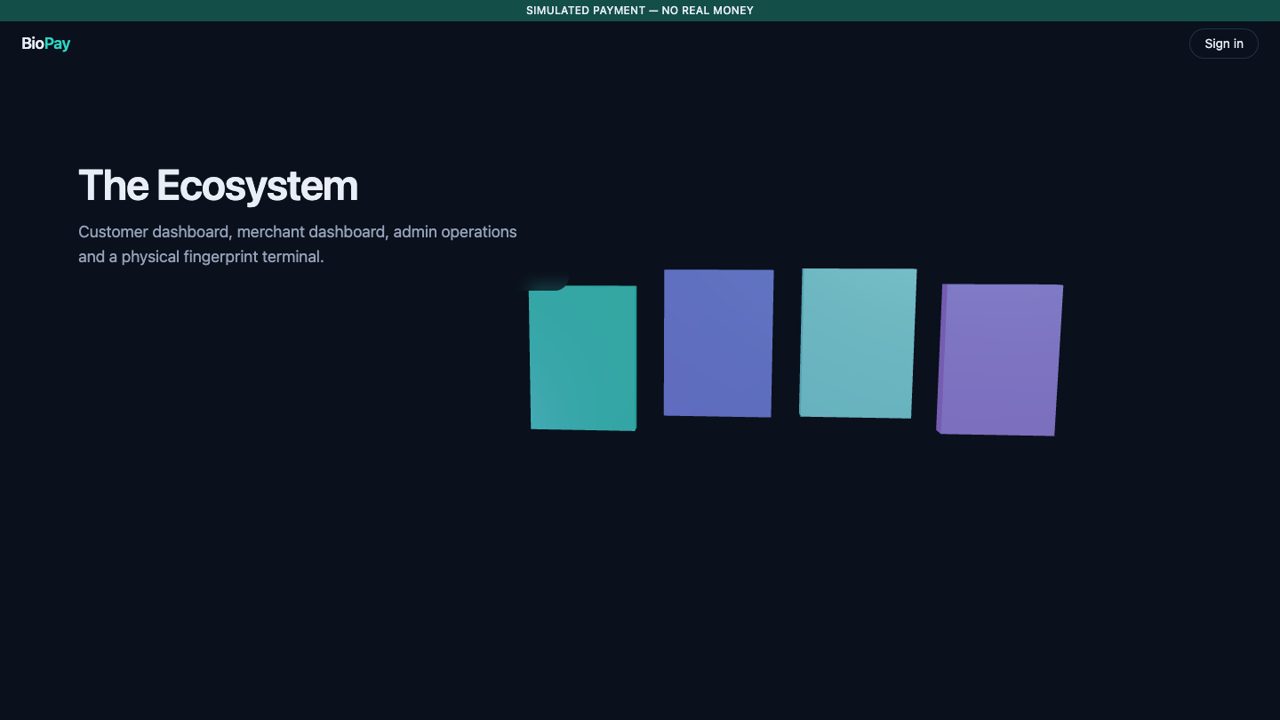 SIMULATED PAYMENT — NO REAL MONEY
BioPay
Sign in
The Ecosystem
Customer dashboard, merchant dashboard, admin operations
and a physical fingerprint terminal.